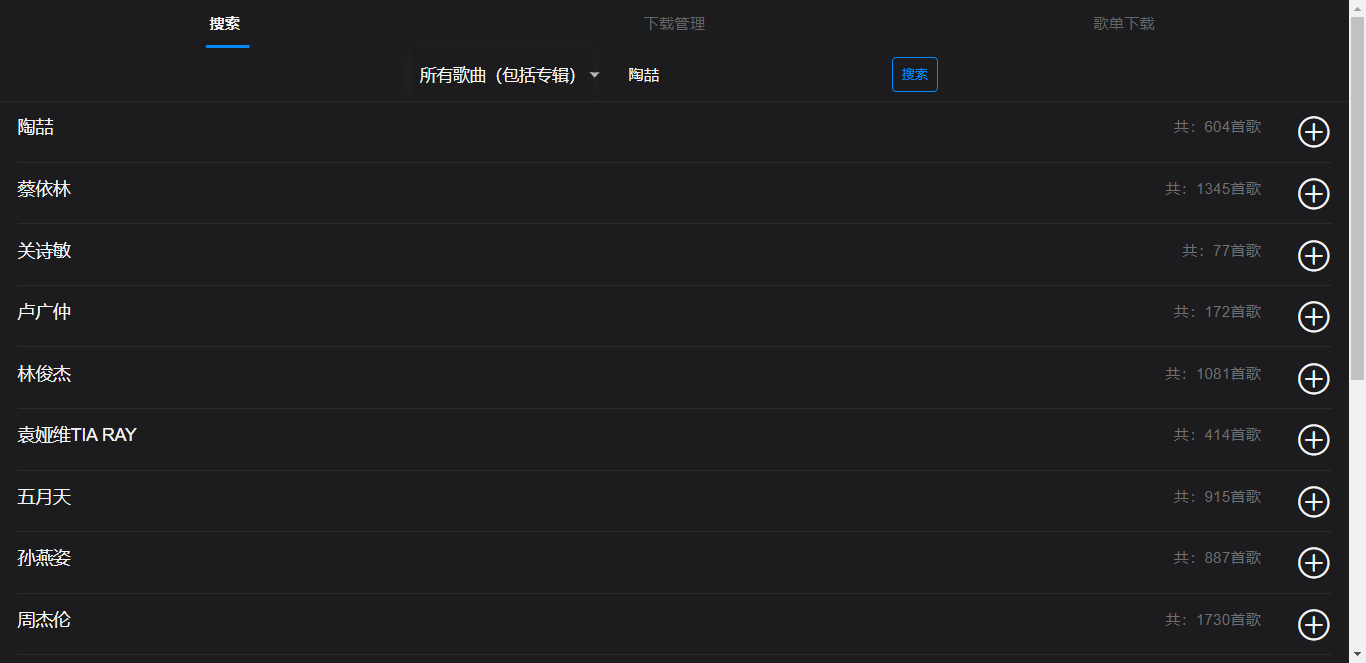 搜索 下载管理 歌单下载
所有歌曲（包括专辑） 陶喆 搜索
陶喆 共：604首歌
蔡依林 共：1345首歌
关诗敏 共：77首歌
卢广仲 共：172首歌
林俊杰 共：1081首歌
袁娅维TIA RAY 共：414首歌
五月天 共：915首歌
孙燕姿 共：887首歌
周杰伦 共：1730首歌